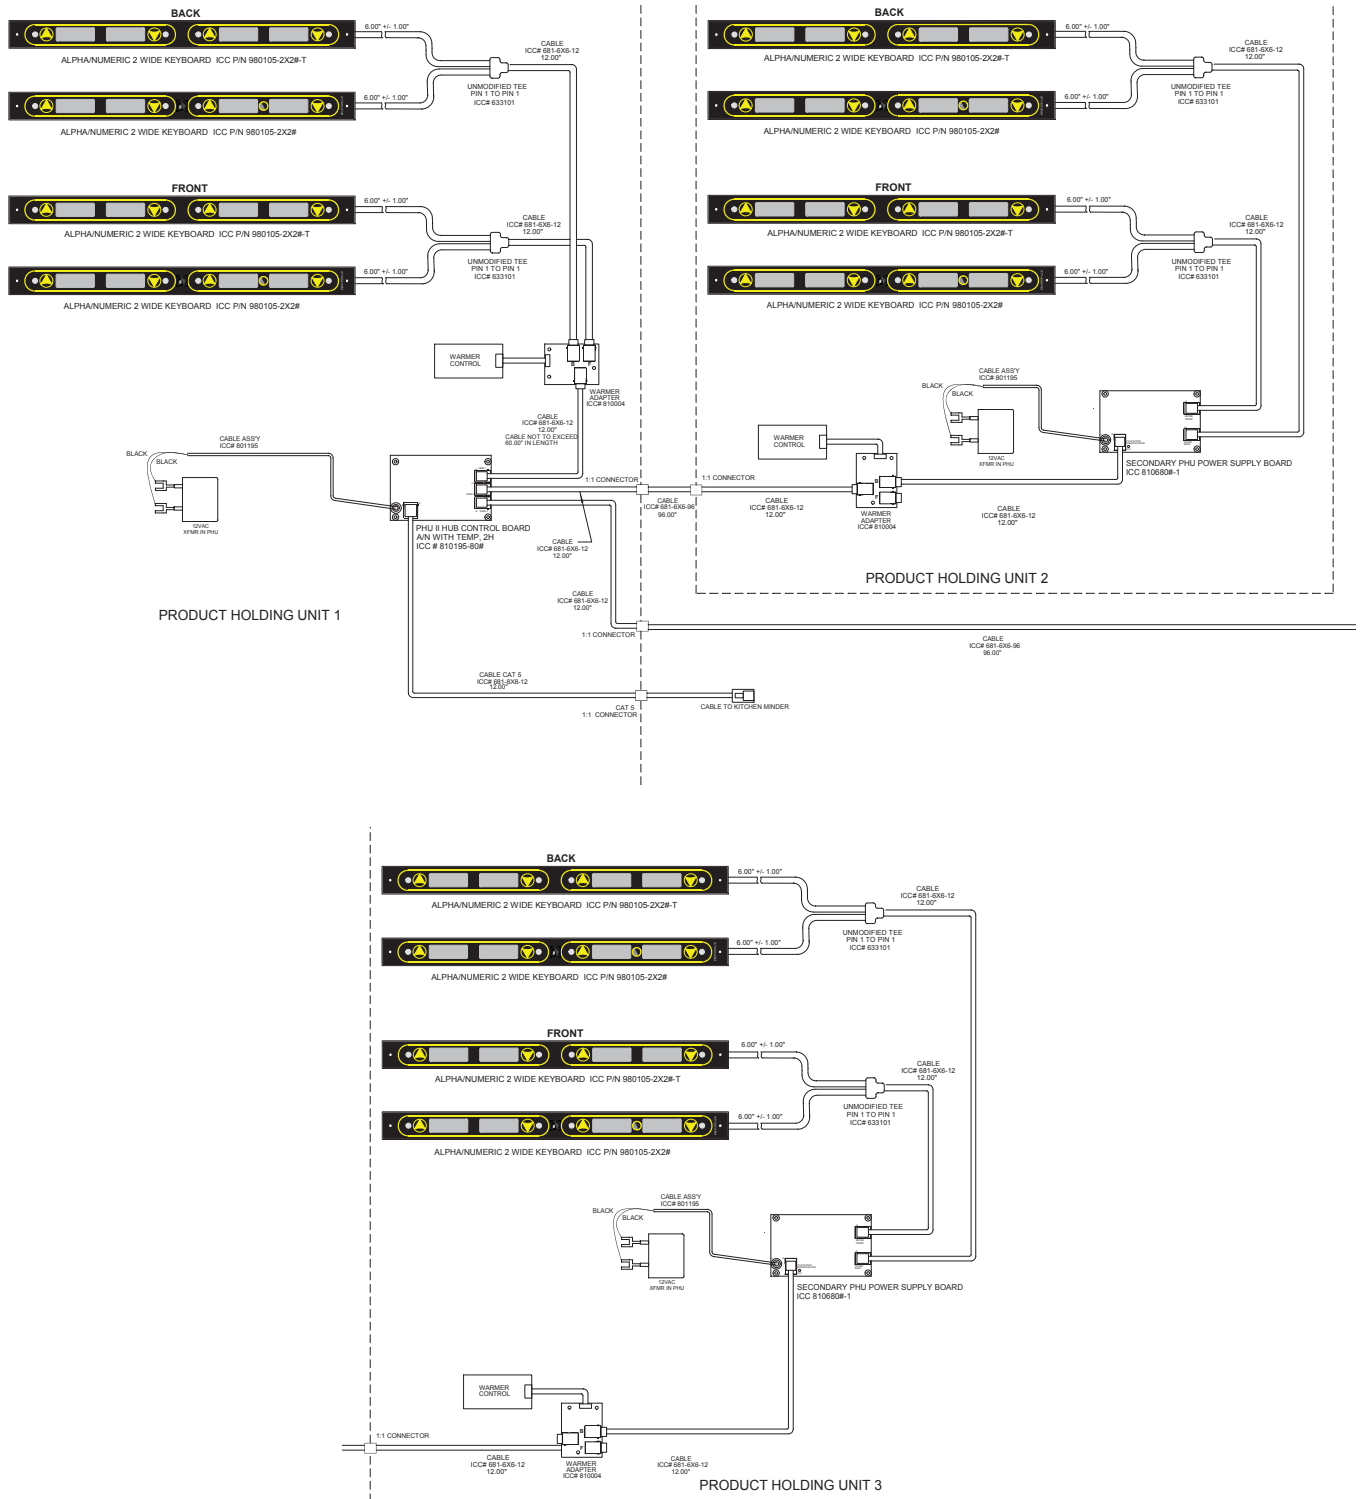 BACK
6.00" +/- 1.00"
ALPHA/NUMERIC 2 WIDE KEYBOARD ICC P/N 980105-2X2#-T
CABLE
ICC# 681-6X6-12
12.00"
UNMODIFIED TEE
PIN 1 TO PIN 1
ICC# 633101
6.00" +/- 1.00"
ALPHA/NUMERIC 2 WIDE KEYBOARD ICC P/N 980105-2X2#
FRONT
6.00" +/- 1.00"
ALPHA/NUMERIC 2 WIDE KEYBOARD ICC P/N 980105-2X2#-T
CABLE
ICC# 681-6X6-12
12.00"
UNMODIFIED TEE
PIN 1 TO PIN 1
ICC# 633101
6.00" +/- 1.00"
ALPHA/NUMERIC 2 WIDE KEYBOARD ICC P/N 980105-2X2#
WARMER
CONTROL
B
F
WARMER
ADAPTER
ICC# 810004
CABLE
ICC# 681-6X6-12
12.00"
CABLE NOT TO EXCEED
60.00" IN LENGTH
CABLE ASS'Y
ICC# 801195
BLACK
BLACK
12VAC
XFMR IN PHU
PHU II HUB CONTROL BOARD
A/N WITH TEMP, 2H
ICC # 810195-80#
1:1 CONNECTOR
CABLE
ICC# 681-6X6-12
12.00"
CABLE
ICC# 681-6X6-12
12.00"
1:1 CONNECTOR
PRODUCT HOLDING UNIT 1
CABLE CAT 5
ICC# 681-8X8-12
12.00"
CAT 5
1:1 CONNECTOR
CABLE TO KITCHEN MINDER
CABLE
ICC# 681-6X6-96
96.00"
CABLE
ICC# 681-6X6-96
96.00"
BACK
6.00" +/- 1.00"
ALPHA/NUMERIC 2 WIDE KEYBOARD ICC P/N 980105-2X2#-T
CABLE
ICC# 681-6X6-12
12.00"
UNMODIFIED TEE
PIN 1 TO PIN 1
ICC# 633101
6.00" +/- 1.00"
ALPHA/NUMERIC 2 WIDE KEYBOARD ICC P/N 980105-2X2#
FRONT
6.00" +/- 1.00"
ALPHA/NUMERIC 2 WIDE KEYBOARD ICC P/N 980105-2X2#-T
CABLE
ICC# 681-6X6-12
12.00"
UNMODIFIED TEE
PIN 1 TO PIN 1
ICC# 633101
6.00" +/- 1.00"
ALPHA/NUMERIC 2 WIDE KEYBOARD ICC P/N 980105-2X2#
CABLE ASS'Y
ICC# 801195
BLACK
BLACK
12VAC
XFMR IN PHU
SECONDARY PHU POWER SUPPLY BOARD
ICC 810680#-1
WARMER
CONTROL
1:1 CONNECTOR
CABLE
ICC# 681-6X6-12
12.00"
B
F
WARMER
ADAPTER
ICC# 810004
CABLE
ICC# 681-6X6-12
12.00"
PRODUCT HOLDING UNIT 2
BACK
6.00" +/- 1.00"
ALPHA/NUMERIC 2 WIDE KEYBOARD ICC P/N 980105-2X2#-T
CABLE
ICC# 681-6X6-12
12.00"
UNMODIFIED TEE
PIN 1 TO PIN 1
ICC# 633101
6.00" +/- 1.00"
ALPHA/NUMERIC 2 WIDE KEYBOARD ICC P/N 980105-2X2#
FRONT
6.00" +/- 1.00"
ALPHA/NUMERIC 2 WIDE KEYBOARD ICC P/N 980105-2X2#-T
CABLE
ICC# 681-6X6-12
12.00"
UNMODIFIED TEE
PIN 1 TO PIN 1
ICC# 633101
6.00" +/- 1.00"
ALPHA/NUMERIC 2 WIDE KEYBOARD ICC P/N 980105-2X2#
CABLE ASS'Y
ICC# 801195
BLACK
BLACK
12VAC
XFMR IN PHU
SECONDARY PHU POWER SUPPLY BOARD
ICC 810680#-1
WARMER
CONTROL
1:1 CONNECTOR
CABLE
ICC# 681-6X6-12
12.00"
B
F
WARMER
ADAPTER
ICC# 810004
CABLE
ICC# 681-6X6-12
12.00"
PRODUCT HOLDING UNIT 3